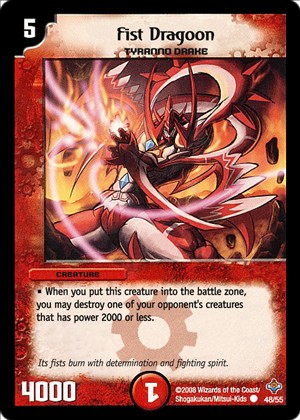 5
Fist Dragoon
TYRANNO DRAKE
CREATURE
▪ When you put this creature into the battle zone,
you may destroy one of your opponent's creatures
that has power 2000 or less.
Its fists burn with determination and fighting spirit.
4000
1
©2008 Wizards of the Coast/
Shogakukan/Mitsui-Kids ● 48/55